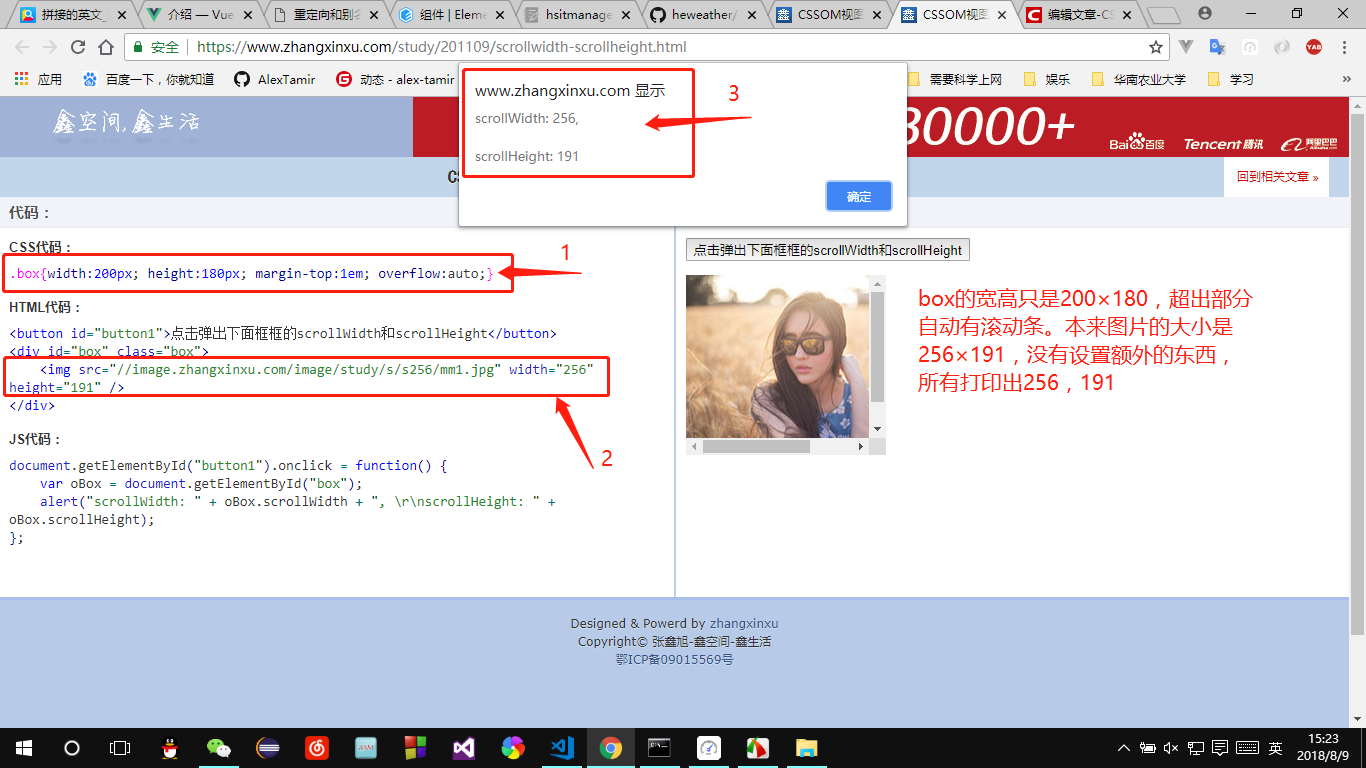 拼接的英文_
介绍 — Vue
重定向和别名
组件 | Eleme
hsitmanage
heweather/
CSSOM视图
CSSOM视图
编辑文章-CS
安全 https://www.zhangxinxu.com/study/201109/scrollwidth-scrollheight.html
应用 百度一下，你就知道 AlexTamir 动态 - alex-tamir 需要科学上网 娱乐 华南农业大学 学习 »
鑫空间,鑫生活
80000+
Bai百度 Tencent腾讯 阿里巴巴
CS
回到相关文章 »
www.zhangxinxu.com 显示
scrollWidth: 256,
scrollHeight: 191
确定
3
代码：
CSS代码：
.box{width:200px; height:180px; margin-top:1em; overflow:auto;}
1
HTML代码：
<button id="button1">点击弹出下面框框的scrollWidth和scrollHeight</button>
<div id="box" class="box">
<img src="//image.zhangxinxu.com/image/study/s/s256/mm1.jpg" width="256"
height="191" />
</div>
2
JS代码：
document.getElementById("button1").onclick = function() {
var oBox = document.getElementById("box");
alert("scrollWidth: " + oBox.scrollWidth + ", \r\nscrollHeight: " +
oBox.scrollHeight);
};
点击弹出下面框框的scrollWidth和scrollHeight
box的宽高只是200×180，超出部分
自动有滚动条。本来图片的大小是
256×191，没有设置额外的东西，
所有打印出256，191
Designed & Powerd by zhangxinxu
Copyright© 张鑫旭-鑫空间-鑫生活
鄂ICP备09015569号
英
15:23
2018/8/9